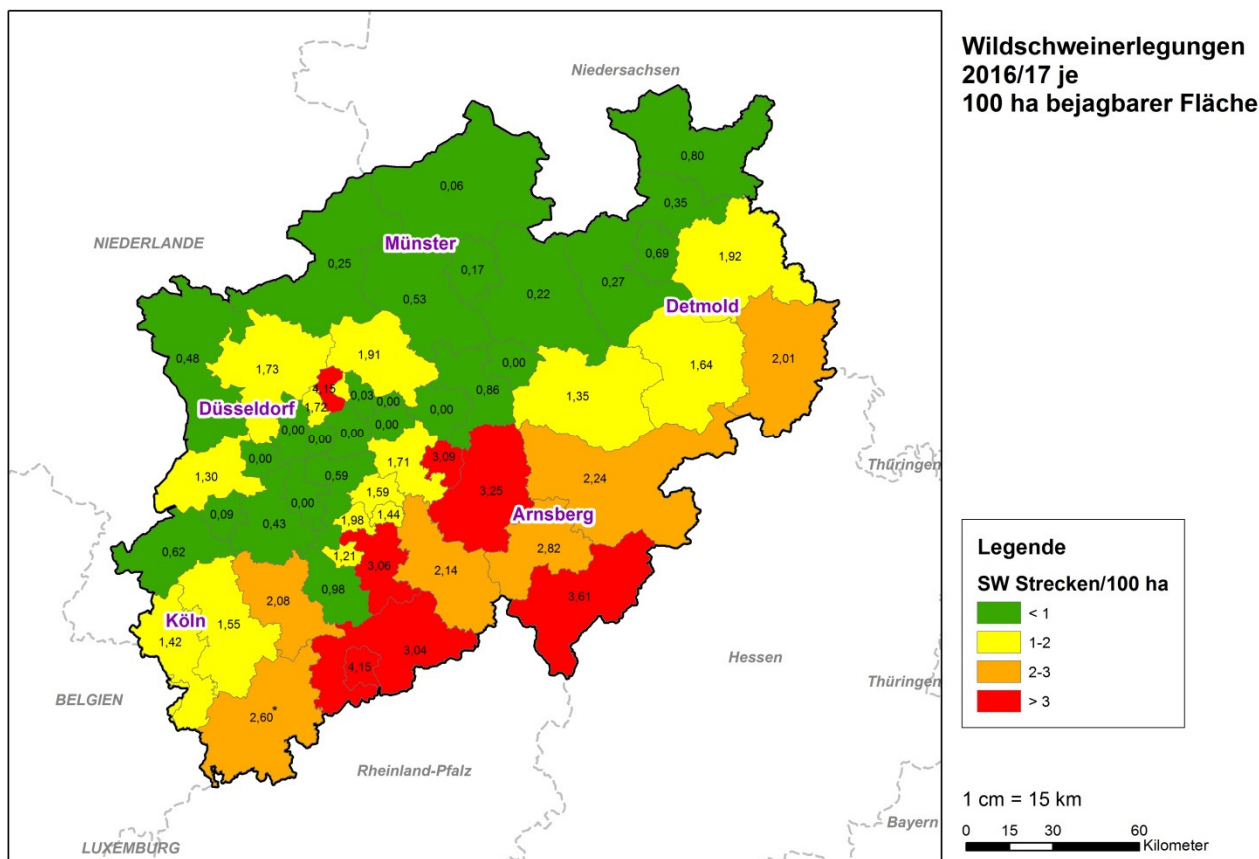 Wildschweinerlegungen
2016/17 je
100 ha bejagbarer Fläche
Niedersachsen
0,80
0,06
0,35
NIEDERLANDE
Münster
0,69
1,92
0,25
0,17
0,27
0,53
0,22
Detmold
0,48
1,73
1,91
0,00
1,64
2,01
4,15
0,03
0,86
1,35
Düsseldorf
1,72
0,00
0,00
0,00
0,00
0,00
0,00
0,00
1,71
3,09
Thüringen
1,30
0,59
2,24
1,59
3,25
0,09
0,00
0,43
1,98
1,44
Arnsberg
0,62
1,21
3,06
2,82
2,14
0,98
3,61
2,08
Köln
1,55
1,42
3,04
4,15
Hessen
Thüringen
BELGIEN
2,60*
Rheinland-Pfalz
Bayern
LUXEMBURG
Legende
SW Strecken/100 ha
< 1
1-2
2-3
> 3
1 cm = 15 km
0 15 30 60
Kilometer